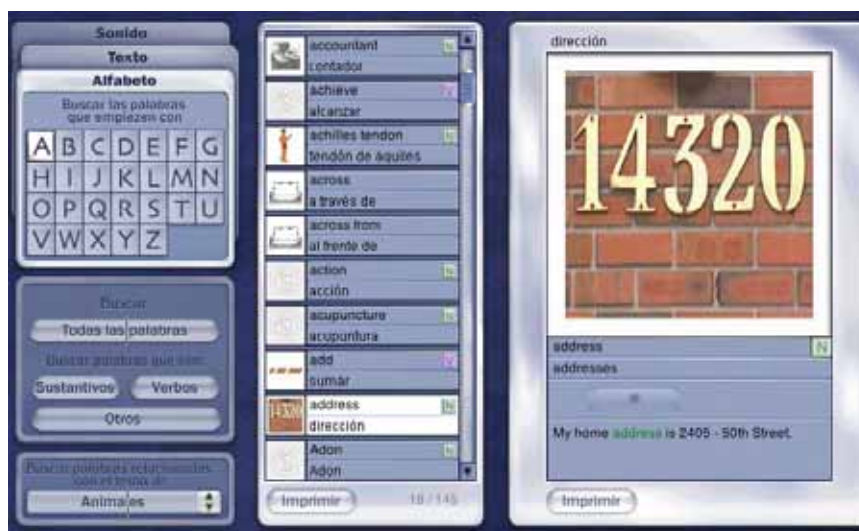 Sonido
Texto
Alfabeto
Buscar las palabras
que empiezen con
A B C D E F G
H I J K L M N
O P Q R S T U
V W X Y Z
Buscar
Todas las palabras
Buscar palabras que son:
Sustantivos Verbos
Otros
Buscar palabras relacionadas
con el tema de
Animales
accountant N
contador
achieve V
alcanzar
achilles tendon N
tendón de aquiles
across
a través de
across from
al frente de
action N
acción
acupuncture N
acupuntura
add V
sumar
14320
address N
dirección
Adon N
Adon
Imprimir 18 / 145
dirección
14320
address N
addresses
My home address is 2405 - 50th Street.
Imprimir